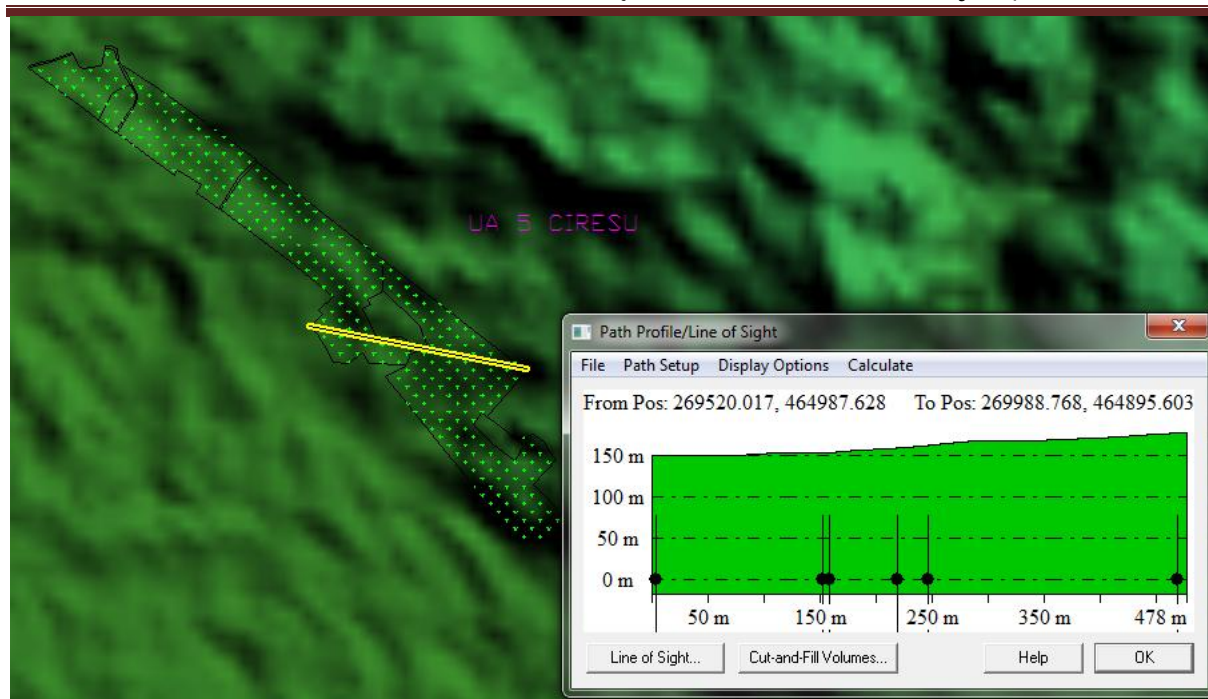 UA 5 CIRESU
Path Profile/Line of Sight
File Path Setup Display Options Calculate
From Pos: 269520.017, 464987.628 To Pos: 269988.768, 464895.603
150 m
100 m
50 m
0 m
50 m 150 m 250 m 350 m 478 m
Line of Sight... Cut-and-Fill Volumes... Help OK